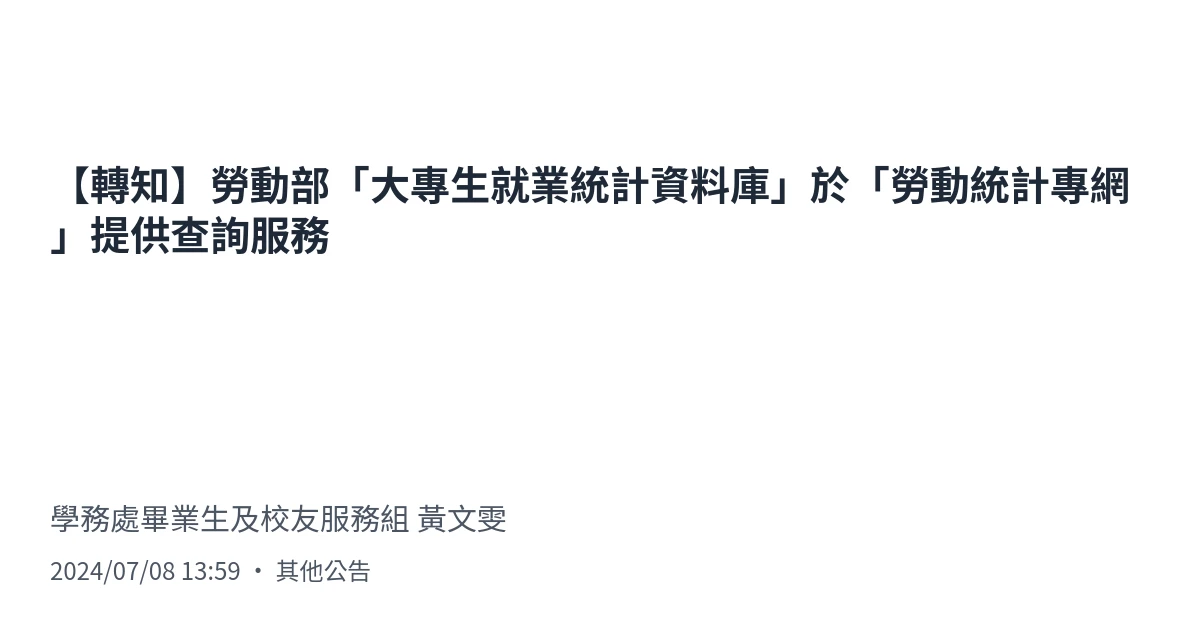 【轉知】勞動部「大專生就業統計資料庫」於「勞動統計專網
」提供查詢服務
學務處畢業生及校友服務組 黃文雯
2024/07/08 13:59 ・ 其他公告